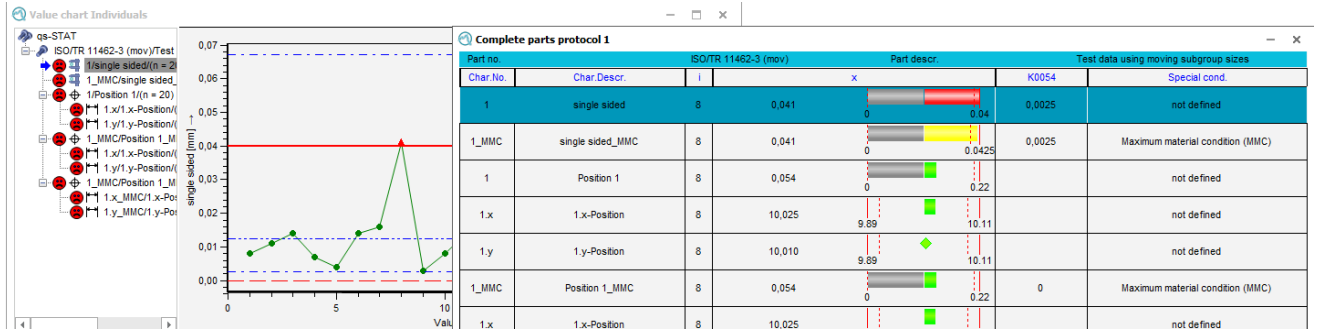 Value chart Individuals
qs-STAT
ISO/TR 11462-3 (mov)/Test
1/single sided/(n = 2
1_MMC/single sided_
1/Position 1/(n = 20)
1.x/1.x-Position/(
1.y/1.y-Position/(
1_MMC/Position 1_M
1.x/1.x-Position/(
1.y/1.y-Position/(
1_MMC/Position 1_M
1.x_MMC/1.x-Pos
1.y_MMC/1.y-Pos
single sided [mm] →
0,07
0,06
0,05
0,04
0,03
0,02
0,01
0,00
0 5 10
Valu
Complete parts protocol 1
Part no. ISO/TR 11462-3 (mov) Part descr. Test data using moving subgroup sizes
Char.No. Char.Descr. i x K0054 Special cond.
1 single sided 8 0,041 0 0.04 0,0025 not defined
1_MMC single sided_MMC 8 0,041 0 0.0425 0,0025 Maximum material condition (MMC)
1 Position 1 8 0,054 0 0.22 not defined
1.x 1.x-Position 8 10,025 9.89 10.11 not defined
1.y 1.y-Position 8 10,010 9.89 10.11 not defined
1_MMC Position 1_MMC 8 0,054 0 0.22 0 Maximum material condition (MMC)
1.x 1.x-Position 8 10,025 not defined